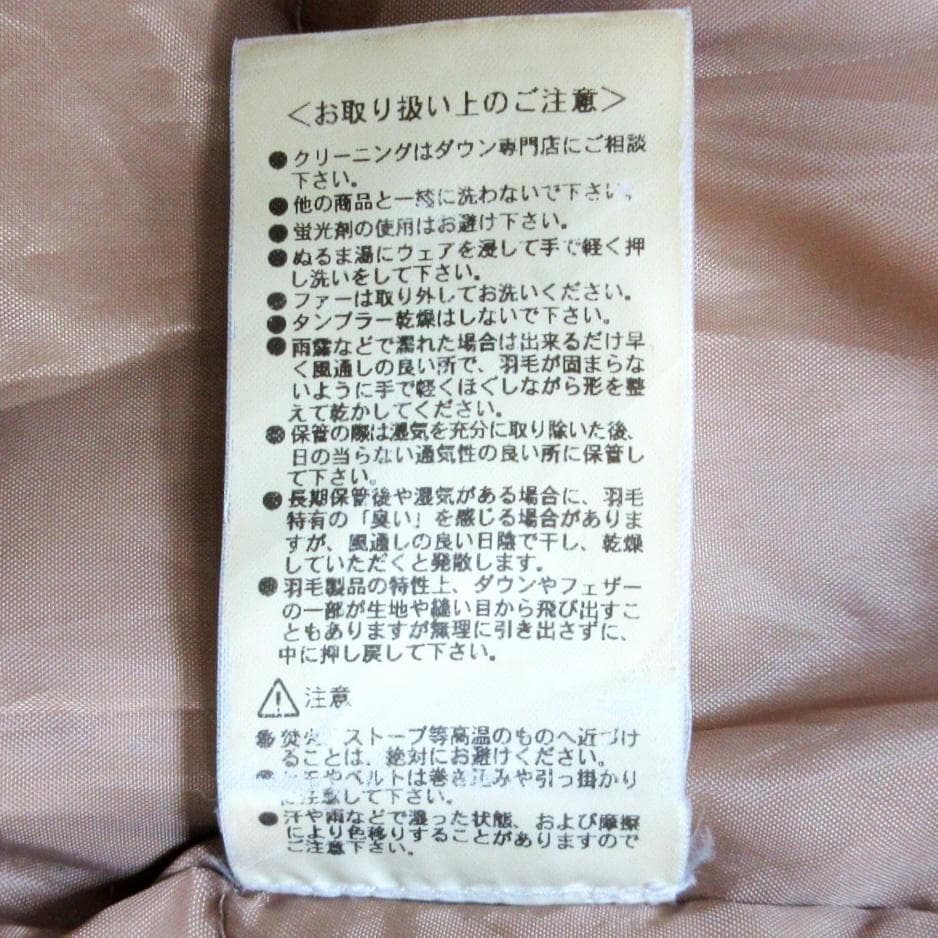 <お取り扱い上のご注意>
●クリーニングはダウン専門店にご相談
下さい。
●他の商品と一緒に洗わないで下さい。
●蛍光剤の使用はお避け下さい。
●ぬるま湯にウェアを浸して手で軽く押
し洗いをして下さい。
●ファーは取り外してお洗いください。
●タンブラー乾燥はしないで下さい。
●雨露などで濡れた場合は出来るだけ早
く風通しの良い所で、羽毛が固まらな
いように手で軽くほぐしながら形を整
えて乾かしてください。
●保管の際は湿気を充分に取り除いた後、
日の当らない通気性の良い所に保管し
て下さい。
●長期保管後や湿気がある場合に、羽毛
特有の「臭い」を感じる場合がありま
すが、風通しの良い日陰で干し、乾燥
していただくと発散します。
●羽毛製品の特性上、ダウンやフェザー
の一部が生地や縫い目から飛び出すこ
ともありますが無理に引き出さずに、
中に押し戻して下さい。
⚠注意
●焚火 ストーブ等高温のものへ近づけ
ることは、絶対にお避けください。
●ヒモやベルトは巻き込みや引っ掛かり
に注意して下さい。
●汗や雨などで湿った状態、および摩擦
により色移りすることがありますので
ご注意下さい。